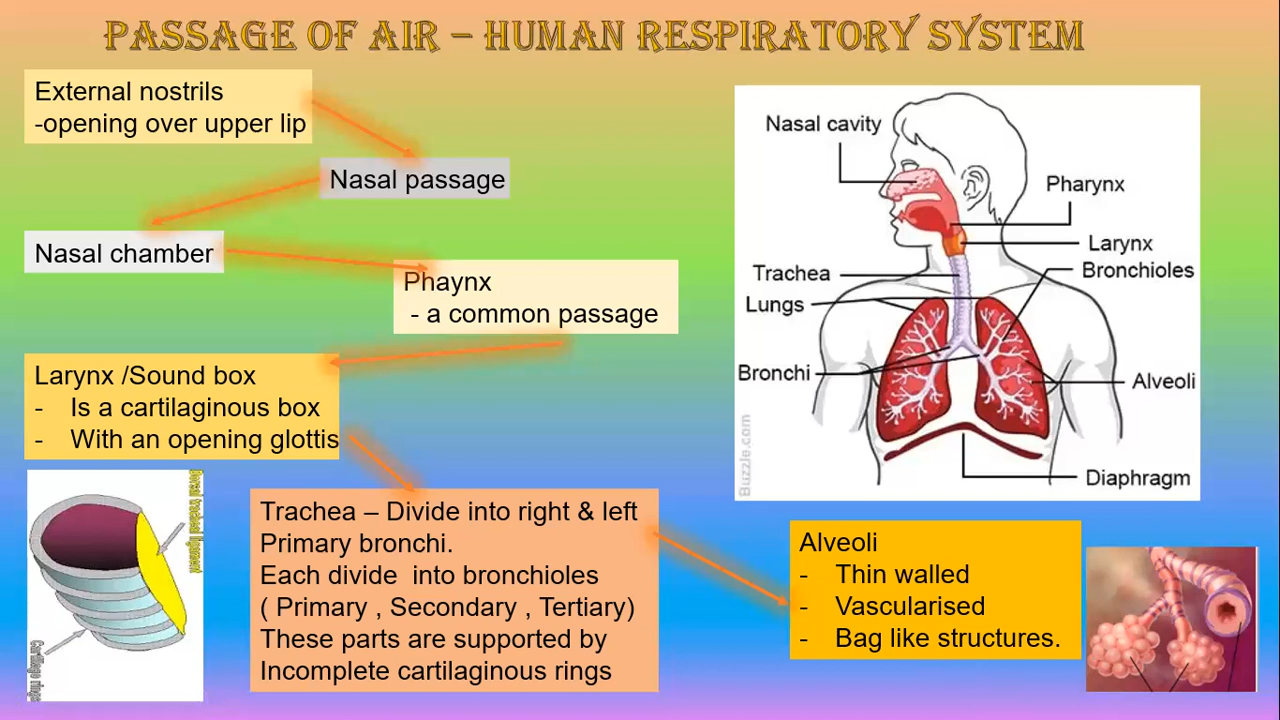 PASSAGE OF AIR – HUMAN RESPIRATORY SYSTEM
External nostrils
-opening over upper lip
Nasal passage
Nasal chamber
Phaynx
- a common passage
Larynx /Sound box
- Is a cartilaginous box
- With an opening glottis
Trachea – Divide into right & left
Primary bronchi.
Each divide into bronchioles
( Primary , Secondary , Tertiary)
These parts are supported by
Incomplete cartilaginous rings
Alveoli
- Thin walled
- Vascularised
- Bag like structures.
Nasal cavity
Pharynx
Larynx
Bronchioles
Trachea
Lungs
Bronchi
Alveoli
Diaphragm
Buzzle.com
Cartilage rings